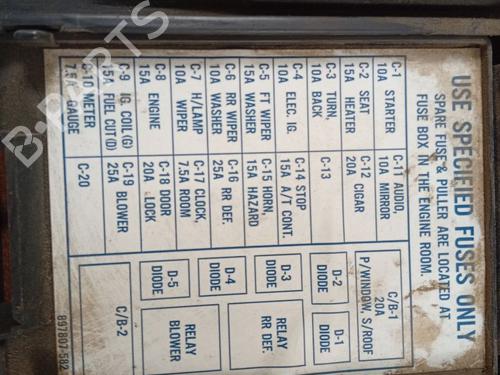 USE SPECIFIED FUSES ONLY
SPARE FUSE & PULLER ARE LOCATED AT
FUSE BOX IN THE ENGINE ROOM.
C-1 STARTER
10A
C-2 SEAT
15A HEATER
C-3 TURN,
10A BACK
C-4 ELEC. IG.
10A
C-5 FT WIPER
15A WASHER
C-6 RR WIPER
10A WASHER
C-7 H/LAMP
10A WIPER
C-8 ENGINE
15A
C-9 IG. COIL(G)
15A FUEL CUT(D)
C-10 METER
7.5A GAUGE
C-11 AUDIO,
10A MIRROR
C-12 CIGAR
20A
C-13
C-14 STOP
15A A/T CONT.
C-15 HORN,
15A HAZARD
C-16 RR DEF.
25A
C-17 CLOCK,
7.5A ROOM
C-18 DOOR
20A LOCK
C-19 BLOWER
25A
C-20
C/B-1
20A
P/WINDOW, S/ROOF
D-1
DIODE
D-2
DIODE
D-3
DIODE
D-4
DIODE
D-5
DIODE
RELAY
RR DEF.
RELAY
BLOWER
C/B-2
897807-582
B-PARTS